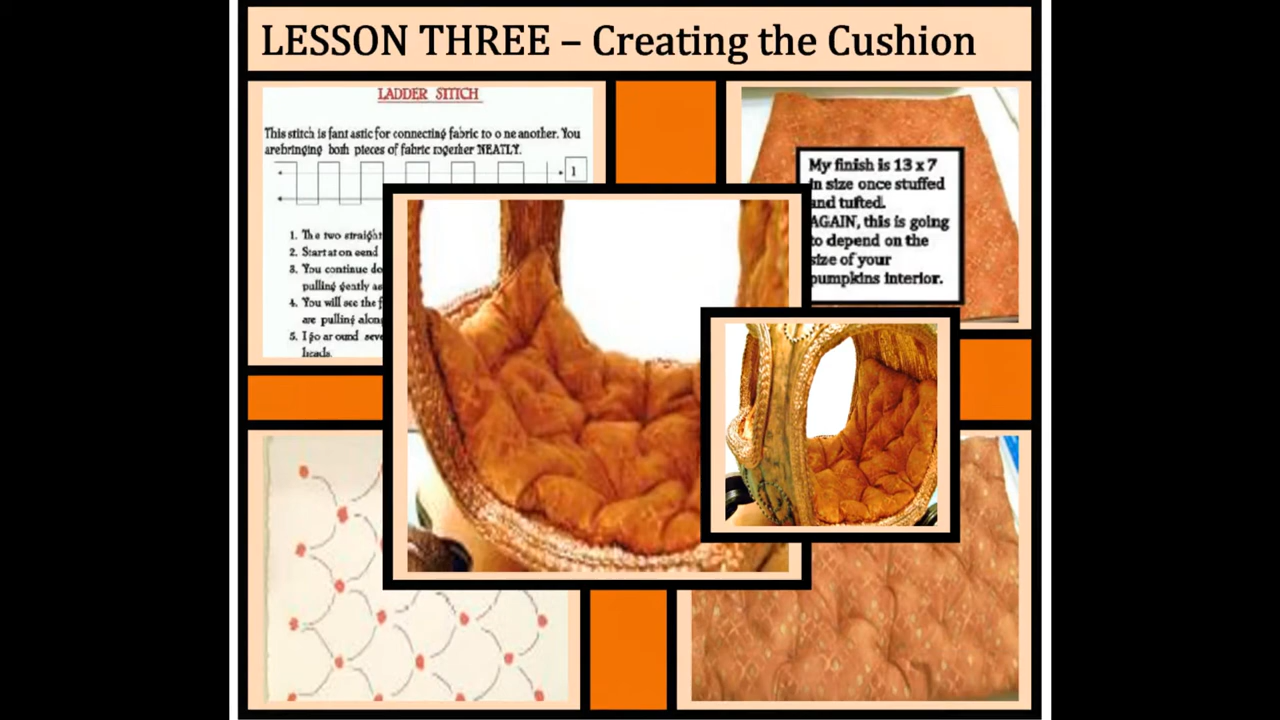 LESSON THREE – Creating the Cushion
LADDER STITCH
This stitch is fant astic for connecting fabric to o ne another. You
arebringing both pieces of fabric together NEATLY.
1
1. The two straight
2. Start at on eend
3. You continue do
pulling gently as
4. You will see the f
are pulling along
5. I go ar ound seve
beads.
My finish is 13 x 7
in size once stuffed
and tufted.
AGAIN, this is going
to depend on the
size of your
pumpkins interior.